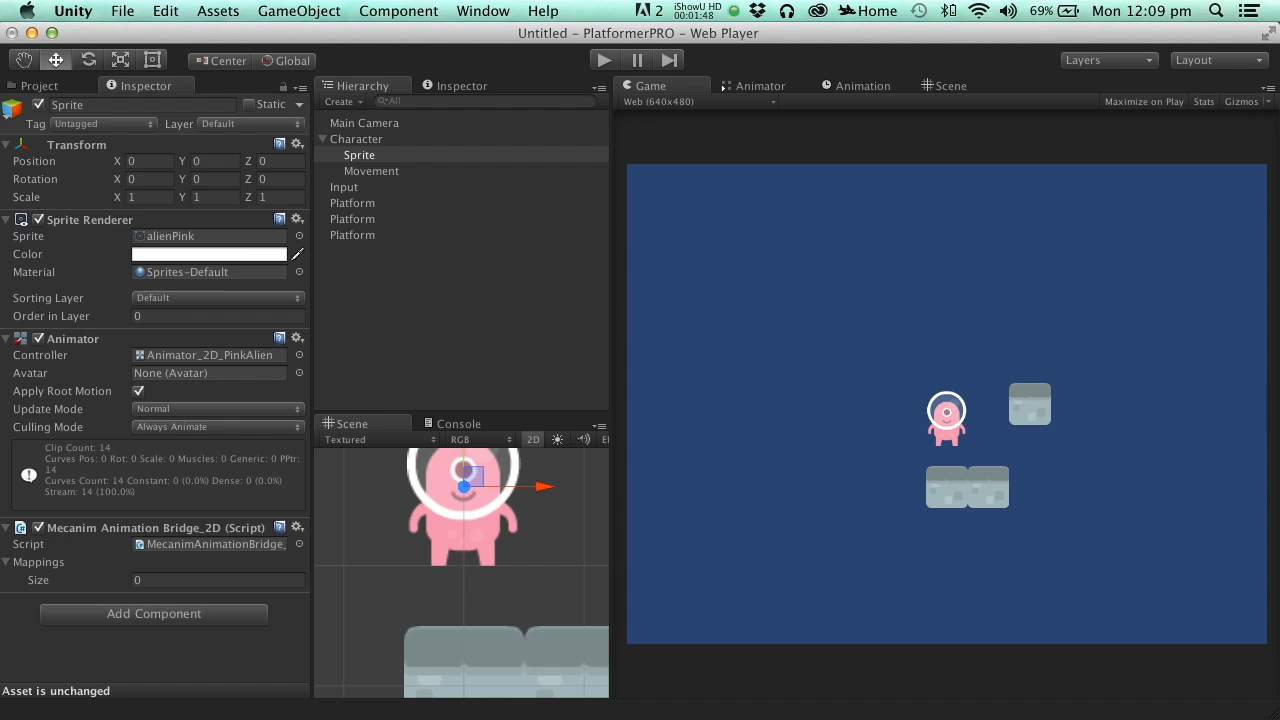 Unity File Edit Assets GameObject Component Window Help 2 iShowU HD 00:01:48 Home 69% Mon 12:09 pm
Untitled - PlatformerPRO - Web Player
Center Global Layers Layout
Project Inspector Hierarchy Inspector Game Animator Animation Scene
Sprite Static
Tag Untagged Layer Default
Transform
Position X 0 Y 0 Z 0
Rotation X 0 Y 0 Z 0
Scale X 1 Y 1 Z 1
Sprite Renderer
Sprite alienPink
Color
Material Sprites-Default
Sorting Layer Default
Order in Layer 0
Animator
Controller Animator_2D_PinkAlien
Avatar None (Avatar)
Apply Root Motion
Update Mode Normal
Culling Mode Always Animate
Clip Count: 14
Curves Pos: 0 Rot: 0 Scale: 0 Muscles: 0 Generic: 0 PPtr:
14
Curves Count: 14 Constant: 0 (0.0%) Dense: 0 (0.0%)
Stream: 14 (100.0%)
Mecanim Animation Bridge_2D (Script)
Script MecanimAnimationBridge_
Mappings
Size 0
Add Component
Asset is unchanged
Create All
Main Camera
Character
Sprite
Movement
Input
Platform
Platform
Platform
Scene Console
Textured RGB 2D Ef
Web (640x480) Maximize on Play Stats Gizmos